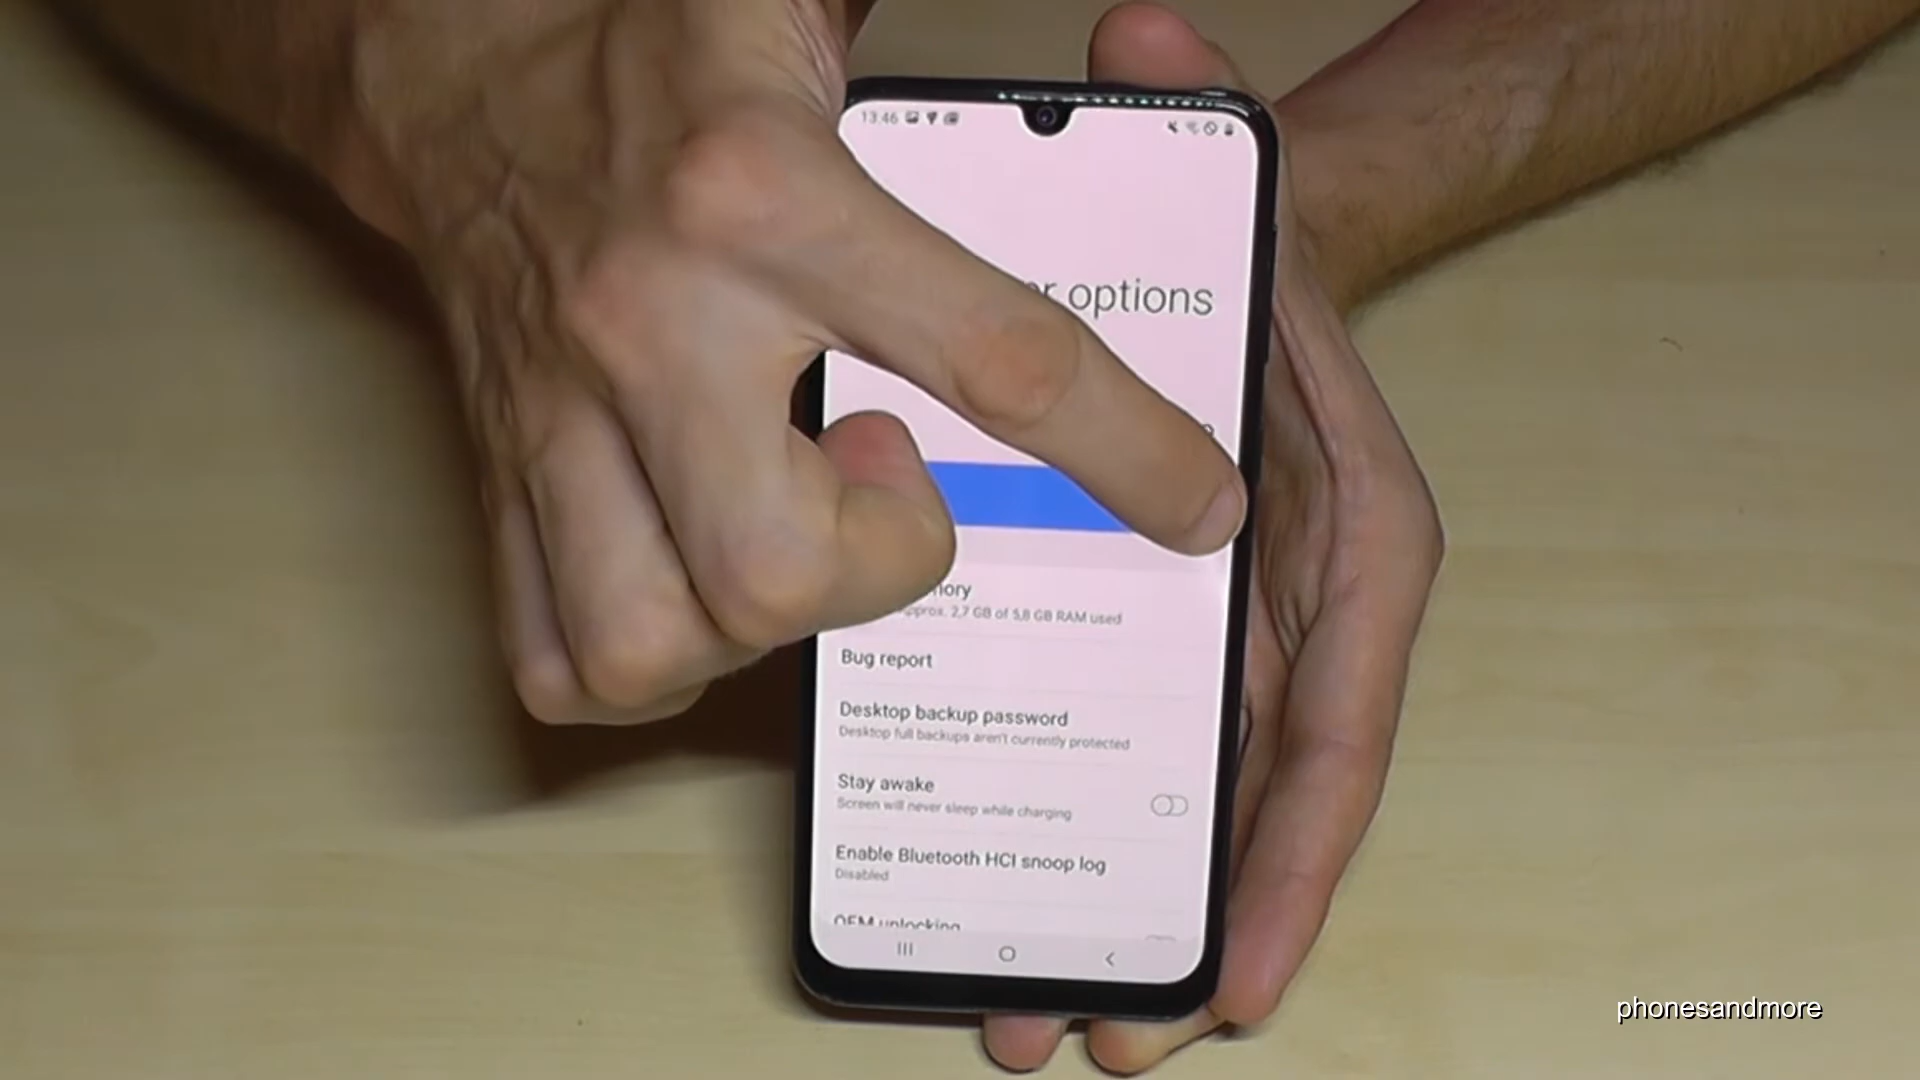 13:46
options
Approx. 2,7 GB of 5,8 GB RAM used
Bug report
Desktop backup password
Desktop full backups aren't currently protected
Stay awake
Screen will never sleep while charging
Enable Bluetooth HCI snoop log
Disabled
OEM unlocking
phonesandmore